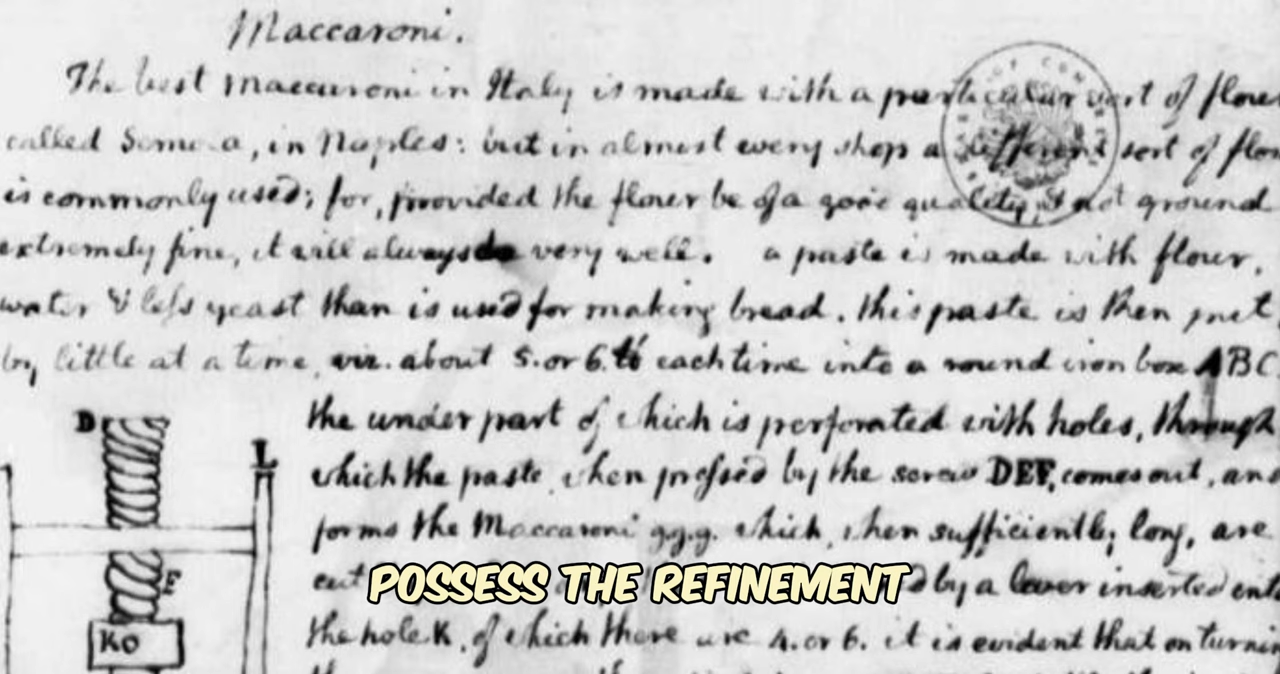 Maccaroni.
The best maccaroni in Italy is made with a particular sort of flour
called Semola, in Naples: but in almost every shop a different sort of flou
is commonly used; for, provided the flour be of a good quality, & not ground
extremely fine, it will always do very well. a paste is made with flour,
water & less yeast than is used for making bread. this paste is then put,
by little at a time, viz. about 5. or 6. ℔ each time into a round iron box ABC.
the under part of which is perforated with holes, through
which the paste, when pressed by the screw DEF, comes out, and
forms the Maccaroni g.g.g. which, when sufficiently long, are
cut
POSSESS THE REFINEMENT
d by a lever inserted into
the hole K, of which there are 4. or 6. it is evident that on turnin
D
L
F
KO